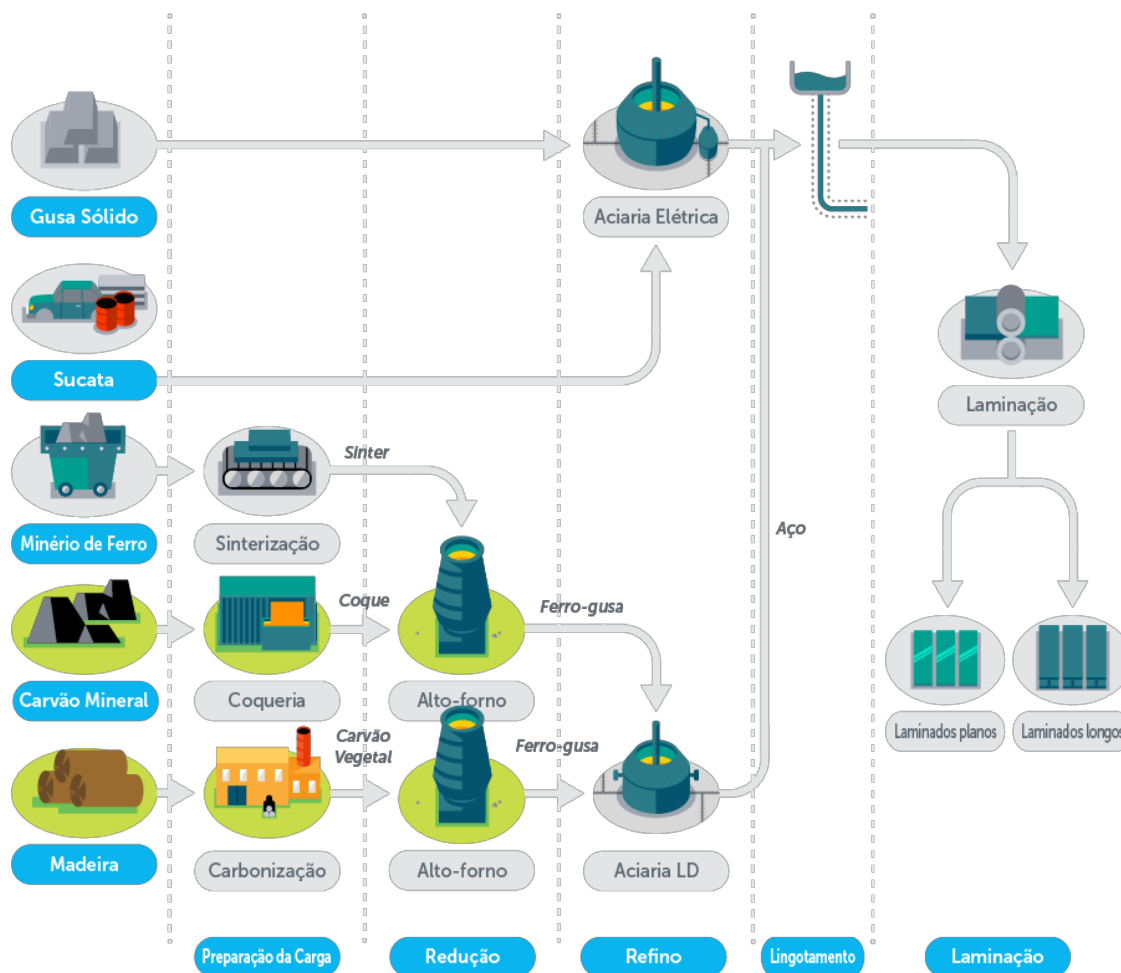 Gusa Sólido
Aciaria Elétrica
Sucata
Laminação
Sinter
Minério de Ferro
Sinterização
Aço
Coque
Ferro-gusa
Carvão Mineral
Coqueria
Alto-forno
Laminados planos
Laminados longos
Carvão
Vegetal
Ferro-gusa
Madeira
Carbonização
Alto-forno
Aciaria LD
Preparação da Carga
Redução
Refino
Lingotamento
Laminação